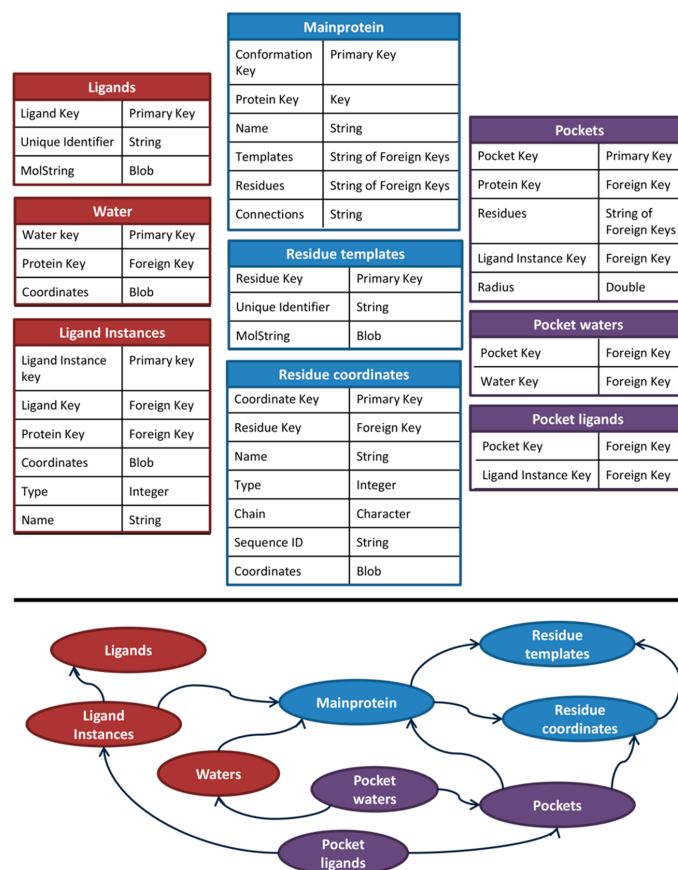 Ligands
Ligand Key Primary Key
Unique Identifier String
MolString Blob
Water
Water key Primary Key
Protein Key Foreign Key
Coordinates Blob
Ligand Instances
Ligand Instance Primary key
key
Ligand Key Foreign Key
Protein Key Foreign Key
Coordinates Blob
Type Integer
Name String
Mainprotein
Conformation Primary Key
Key
Protein Key Key
Name String
Templates String of Foreign Keys
Residues String of Foreign Keys
Connections String
Residue templates
Residue Key Primary Key
Unique Identifier String
MolString Blob
Residue coordinates
Coordinate Key Primary Key
Residue Key Foreign Key
Name String
Type Integer
Chain Character
Sequence ID String
Coordinates Blob
Pockets
Pocket Key Primary Key
Protein Key Foreign Key
Residues String of
Foreign Keys
Ligand Instance Key Foreign Key
Radius Double
Pocket waters
Pocket Key Foreign Key
Water Key Foreign Key
Pocket ligands
Pocket Key Foreign Key
Ligand Instance Key Foreign Key
Ligands
Ligand
Instances
Waters
Mainprotein
Pocket
waters
Pocket
ligands
Residue
templates
Residue
coordinates
Pockets